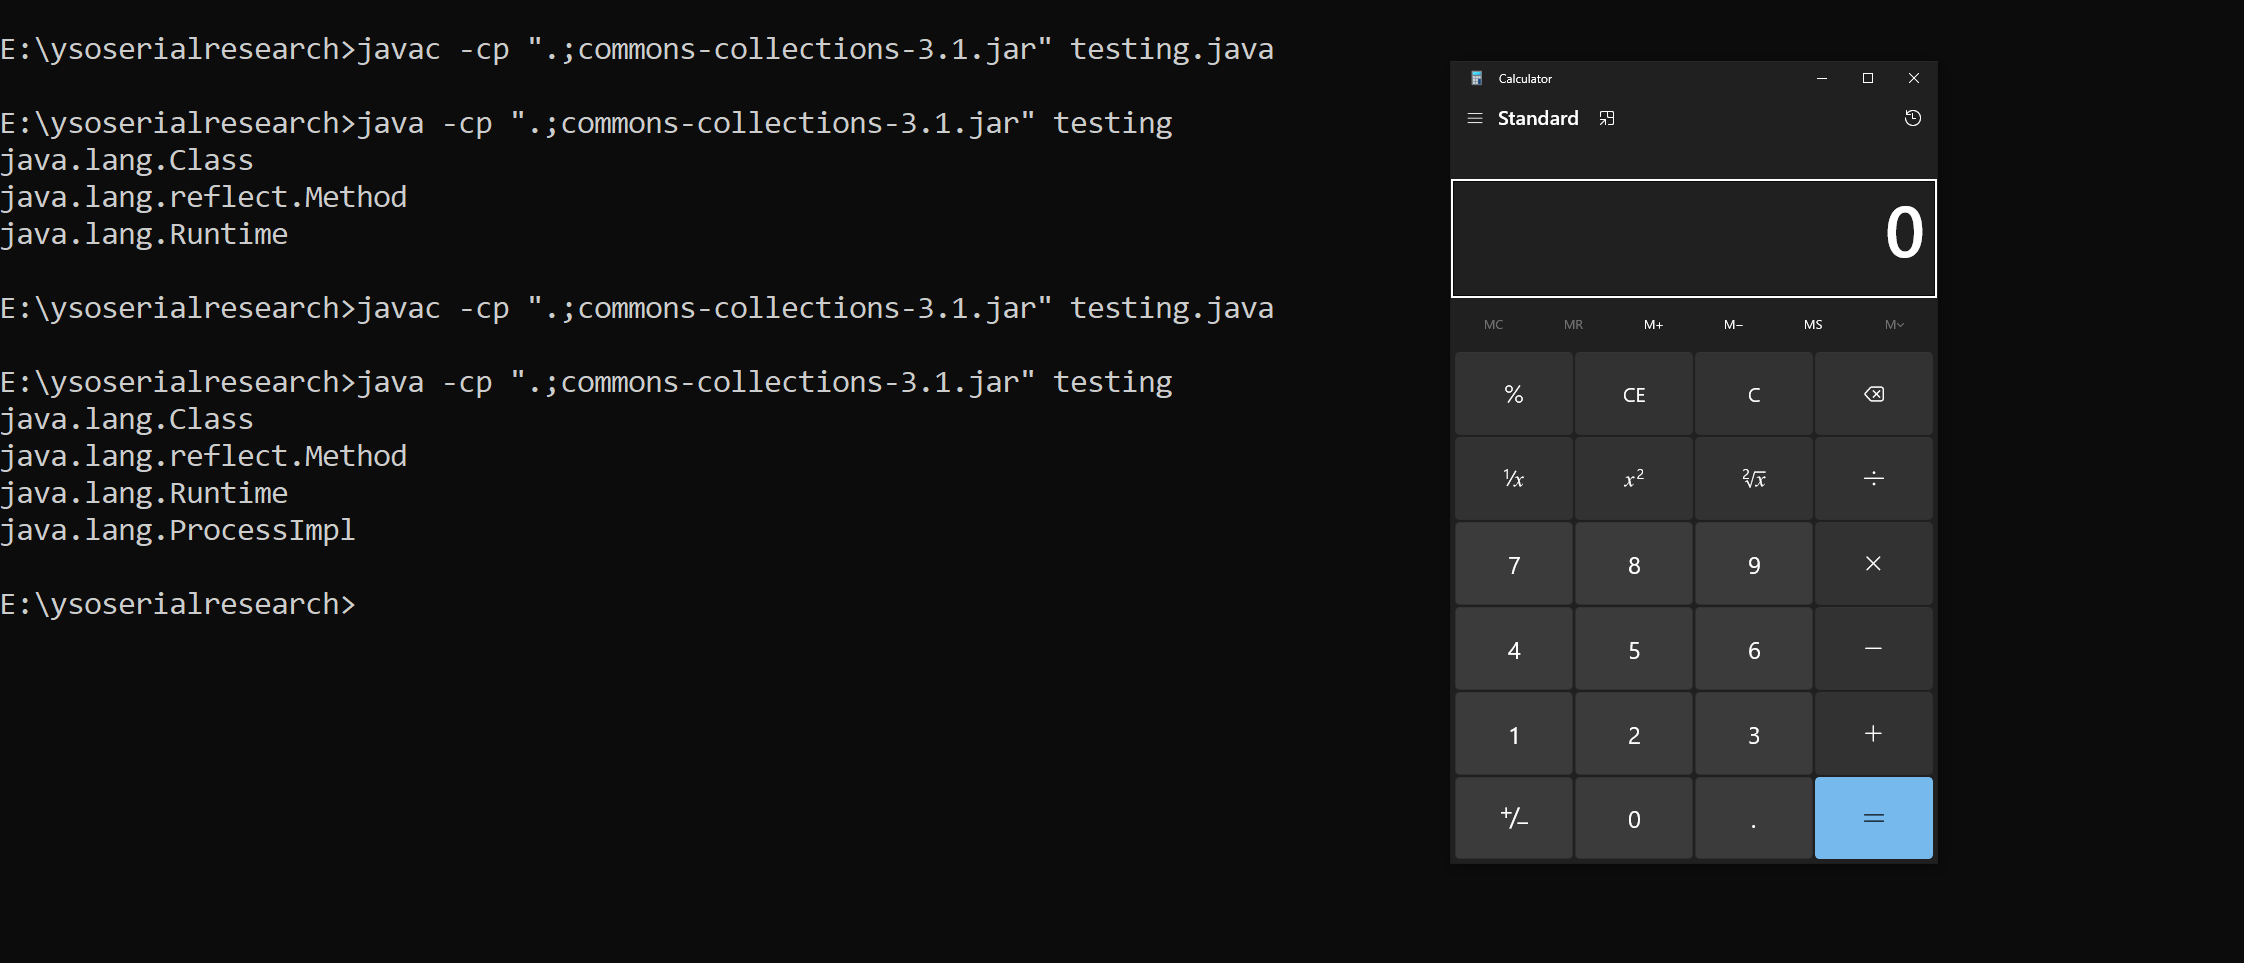 E:\ysoserialresearch>javac -cp ".;commons-collections-3.1.jar" testing.java
E:\ysoserialresearch>java -cp ".;commons-collections-3.1.jar" testing
java.lang.Class
java.lang.reflect.Method
java.lang.Runtime
E:\ysoserialresearch>javac -cp ".;commons-collections-3.1.jar" testing.java
E:\ysoserialresearch>java -cp ".;commons-collections-3.1.jar" testing
java.lang.Class
java.lang.reflect.Method
java.lang.Runtime
java.lang.ProcessImpl
E:\ysoserialresearch>
Calculator
Standard
0
MC MR M+ M− MS M˅
% CE C
¹/x x² ²√x ÷
7 8 9 ×
4 5 6 −
1 2 3 +
+/− 0 . =